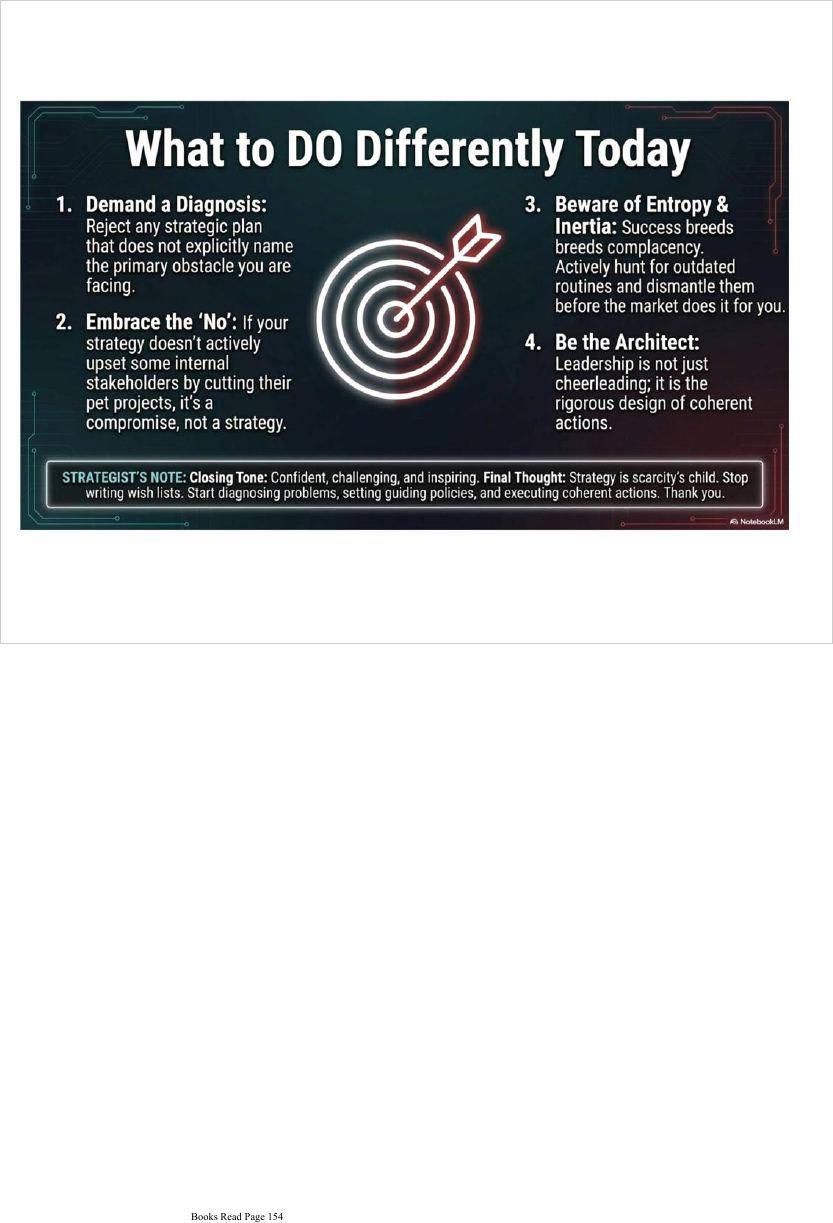 What to DO Differently Today
1. Demand a Diagnosis:
Reject any strategic plan
that does not explicitly name
the primary obstacle you are
facing.
2. Embrace the ‘No’: If your
strategy doesn’t actively
upset some internal
stakeholders by cutting their
pet projects, it’s a
compromise, not a strategy.
3. Beware of Entropy &
Inertia: Success breeds
breeds complacency.
Actively hunt for outdated
routines and dismantle them
before the market does it for you.
4. Be the Architect:
Leadership is not just
cheerleading; it is the
rigorous design of coherent
actions.
STRATEGIST’S NOTE: Closing Tone: Confident, challenging, and inspiring. Final Thought: Strategy is scarcity’s child. Stop
writing wish lists. Start diagnosing problems, setting guiding policies, and executing coherent actions. Thank you.
NotebookLM
Books Read Page 154